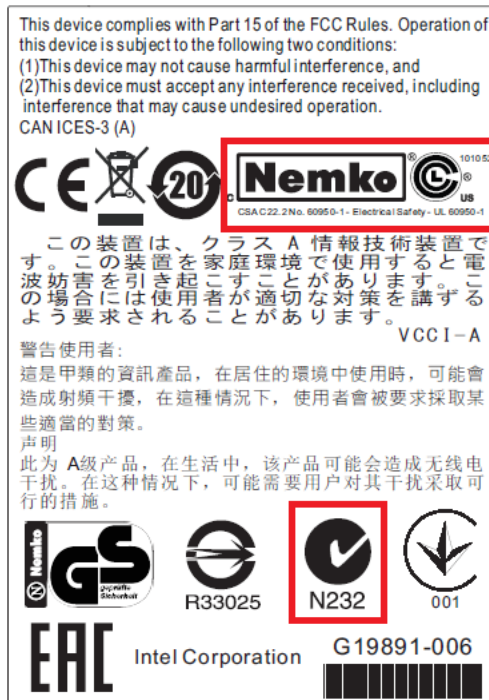 This device complies with Part 15 of the FCC Rules. Operation of
this device is subject to the following two conditions:
(1)This device may not cause harmful interference, and
(2)This device must accept any interference received, including
interference that may cause undesired operation.
CAN ICES-3 (A)
CE 20 C Nemko ® CL ® US 101052
CSA C22.2 No. 60950-1 - Electrical Safety - UL 60950-1
この装置は、クラス A 情報技術装置で
す。この装置を家庭環境で使用すると電
波妨害を引き起こすことがあります。こ
の場合には使用者が適切な対策を講ずる
よう要求されることがあります。
VCCI-A
警告使用者:
這是甲類的資訊產品，在居住的環境中使用時，可能會
造成射頻干擾，在這種情況下，使用者會被要求採取某
些適當的對策。
声明
此为 A级产品，在生活中，该产品可能会造成无线电
干扰。在这种情况下，可能需要用户对其干扰采取可
行的措施。
N Nemko GS geprüfte Sicherheit
R33025 N232 001
EAC Intel Corporation G19891-006